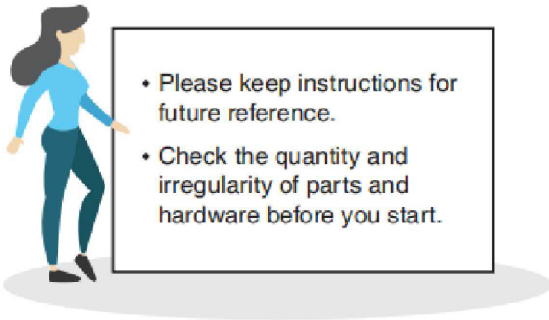 • Please keep instructions for
future reference.
• Check the quantity and
irregularity of parts and
hardware before you start.